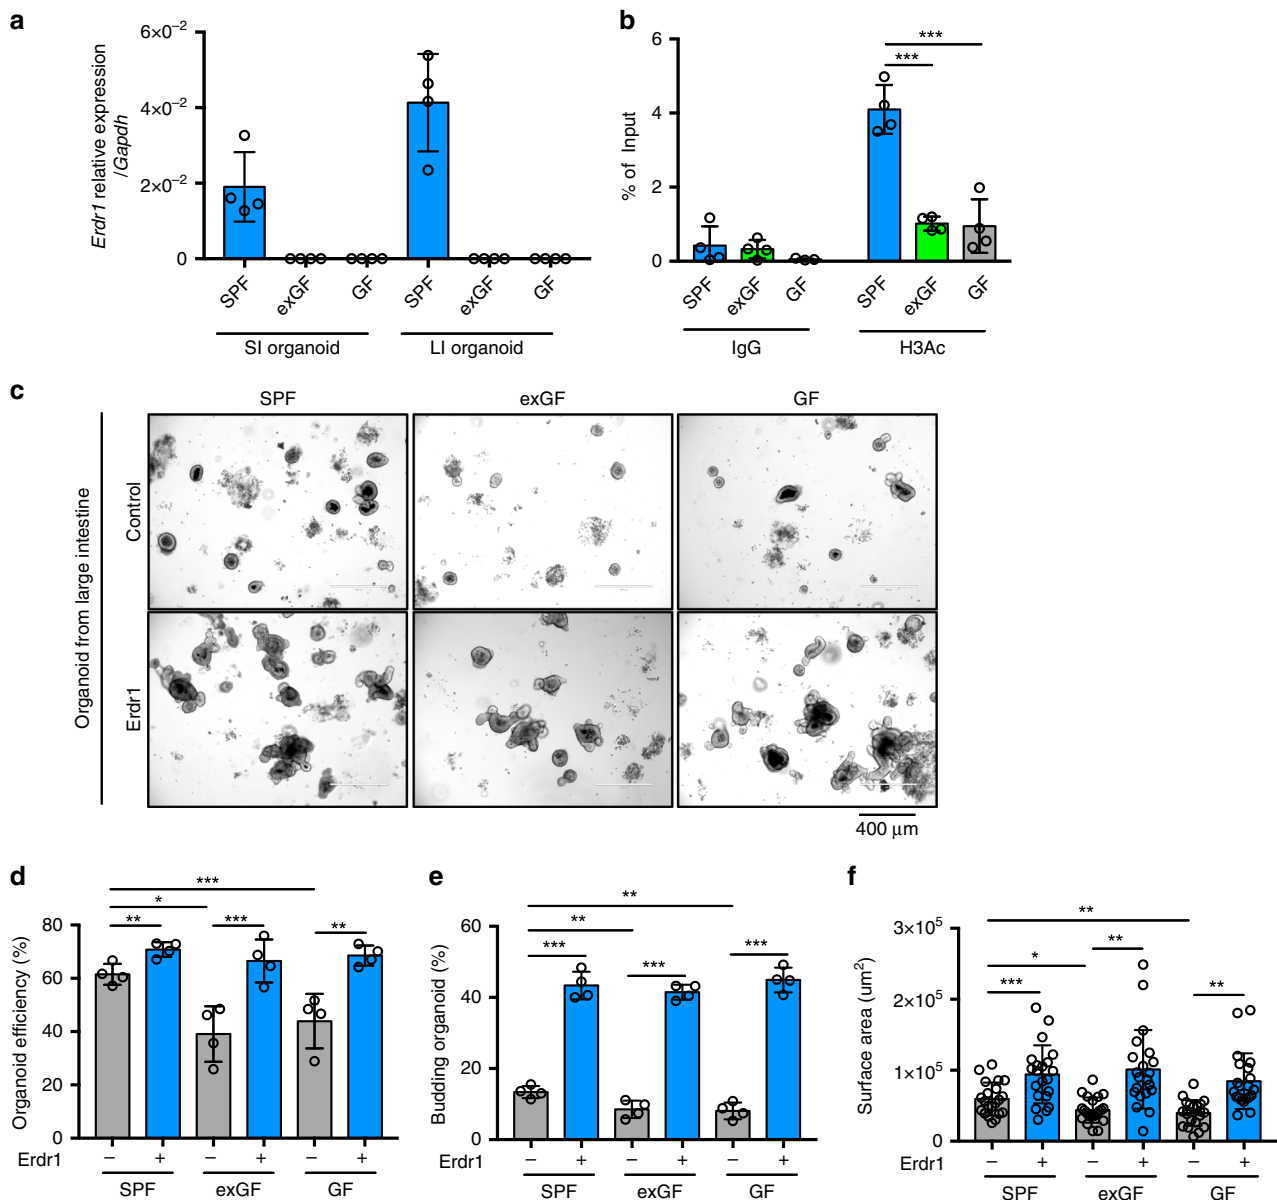 a
6×10⁻²
4×10⁻²
2×10⁻²
0
Erdr1 relative expression
/Gapdh
SPF
exGF
GF
SPF
exGF
GF
SI organoid
LI organoid
b
6
4
2
0
% of Input
***
***
SPF
exGF
GF
SPF
exGF
GF
IgG
H3Ac
c
SPF
exGF
GF
Organoid from large intestine
Control
Erdr1
400 μm
d
80
60
40
20
0
Organoid efficiency (%)
***
*
**
***
**
Erdr1
− + − + − +
SPF
exGF
GF
e
60
40
20
0
Budding organoid (%)
**
**
***
***
***
− + − + − +
SPF
exGF
GF
f
3×10⁵
2×10⁵
1×10⁵
0
Surface area (um²)
**
*
**
***
**
Erdr1
− + − + − +
SPF
exGF
GF